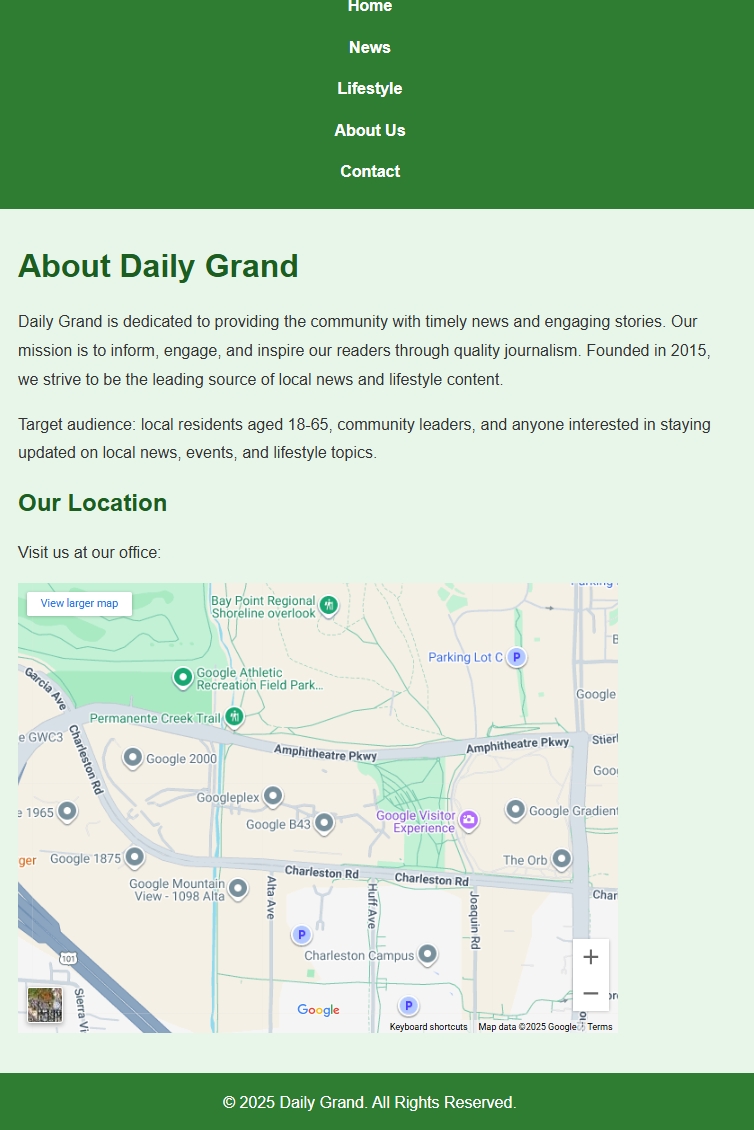 Home
News
Lifestyle
About Us
Contact
About Daily Grand
Daily Grand is dedicated to providing the community with timely news and engaging stories. Our
mission is to inform, engage, and inspire our readers through quality journalism. Founded in 2015,
we strive to be the leading source of local news and lifestyle content.
Target audience: local residents aged 18-65, community leaders, and anyone interested in staying
updated on local news, events, and lifestyle topics.
Our Location
Visit us at our office:
View larger map
Bay Point Regional
Shoreline overlook
Parking Lot C
P
Google Athletic
Recreation Field Park...
Garcia Ave
Google
Permanente Creek Trail
e GWC3
Charleston Rd
Amphitheatre Pkwy
Amphitheatre Pkwy
Stierl
Google 2000
Goo
Googleplex
e 1965
Google B43
Google Visitor
Experience
Google Gradient
ger
Google 1875
The Orb
Charleston Rd
Charleston Rd
Char
Google Mountain
View - 1098 Alta
Alta Ave
Huff Ave
Joaquin Rd
P
Charleston Campus
101
Sierra Vi
Google
P
+
−
Keyboard shortcuts
Map data ©2025 Google
Terms
© 2025 Daily Grand. All Rights Reserved.